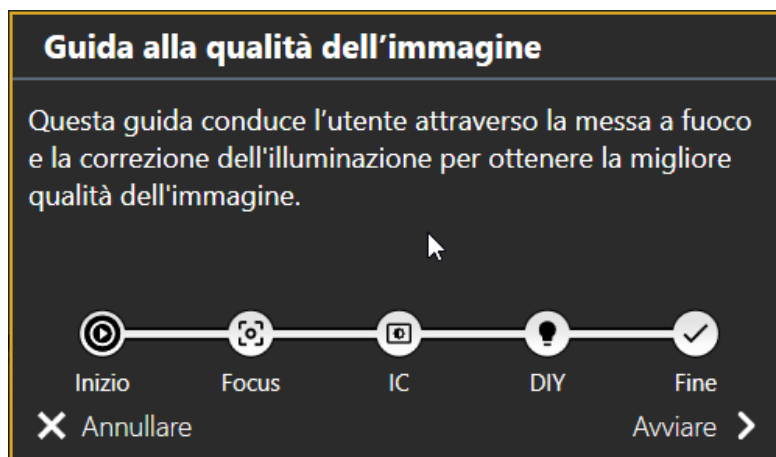 Guida alla qualità dell’immagine
Questa guida conduce l’utente attraverso la messa a fuoco
e la correzione dell'illuminazione per ottenere la migliore
qualità dell'immagine.
Inizio Focus IC DIY Fine
Annullare Avviare